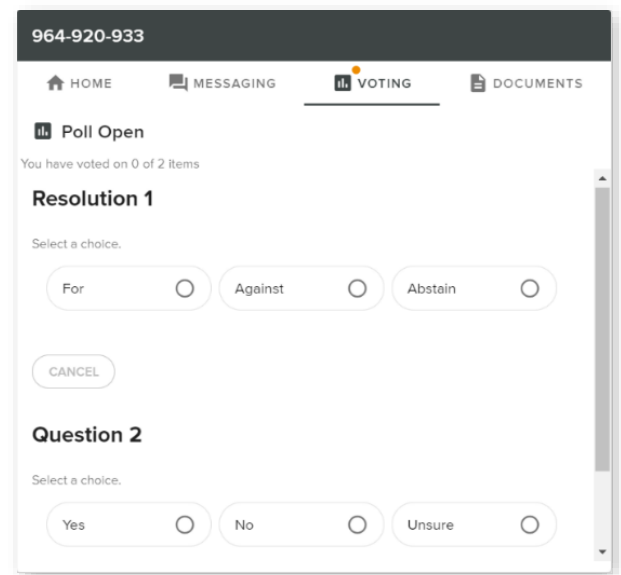 964-920-933
HOME MESSAGING VOTING DOCUMENTS
Poll Open
You have voted on 0 of 2 items
Resolution 1
Select a choice.
For Against Abstain
CANCEL
Question 2
Select a choice.
Yes No Unsure